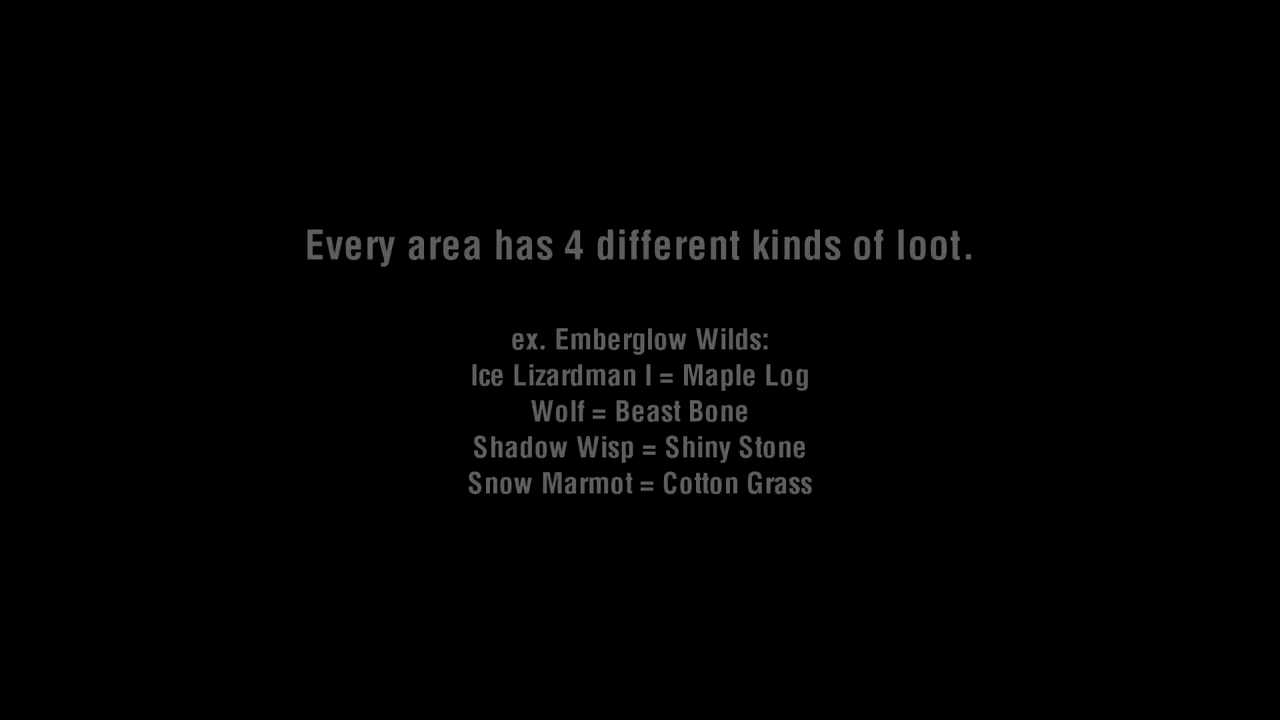 Every area has 4 different kinds of loot.
ex. Emberglow Wilds:
Ice Lizardman I = Maple Log
Wolf = Beast Bone
Shadow Wisp = Shiny Stone
Snow Marmot = Cotton Grass